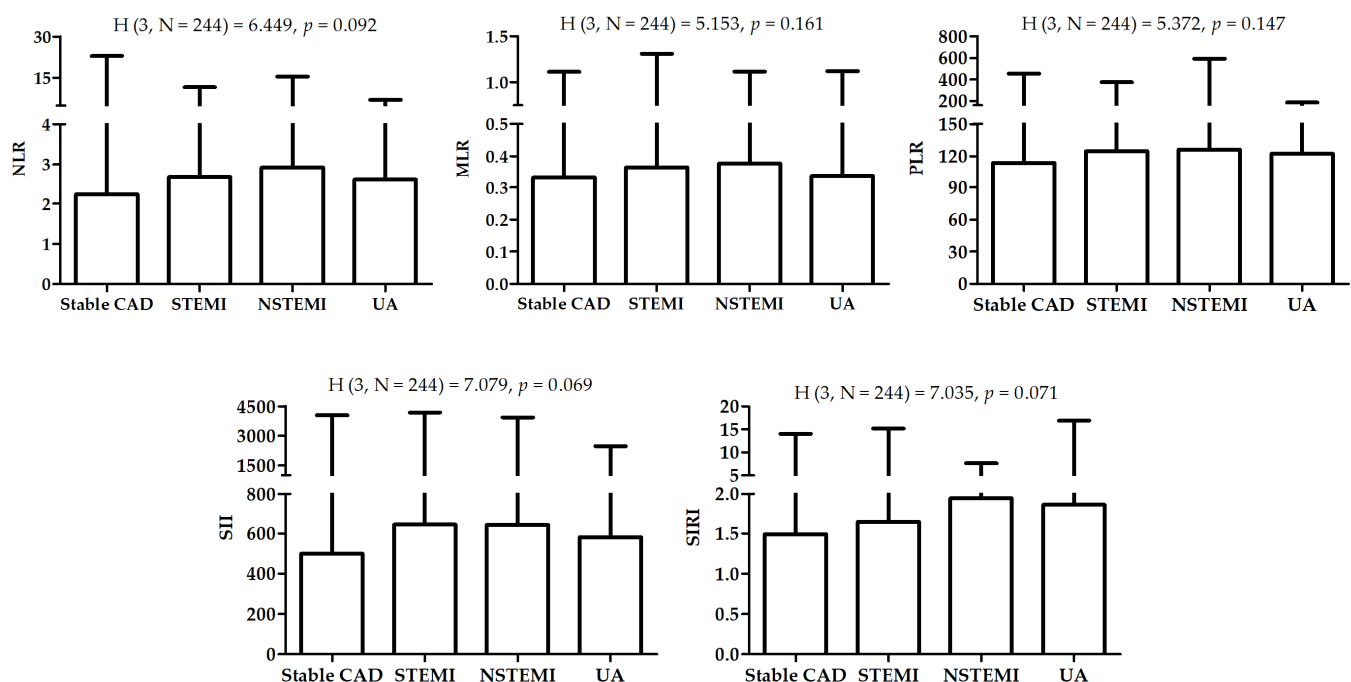 H (3, N = 244) = 6.449, p = 0.092
NLR
30
15
4
3
2
1
0
Stable CAD STEMI NSTEMI UA
H (3, N = 244) = 5.153, p = 0.161
MLR
1.5
1.0
0.5
0.4
0.3
0.2
0.1
0.0
Stable CAD STEMI NSTEMI UA
H (3, N = 244) = 5.372, p = 0.147
PLR
800
600
400
200
150
120
90
60
30
0
Stable CAD STEMI NSTEMI UA
H (3, N = 244) = 7.079, p = 0.069
SII
4500
3000
1500
800
600
400
200
0
Stable CAD STEMI NSTEMI UA
H (3, N = 244) = 7.035, p = 0.071
SIRI
20
15
10
5
2.0
1.5
1.0
0.5
0.0
Stable CAD STEMI NSTEMI UA